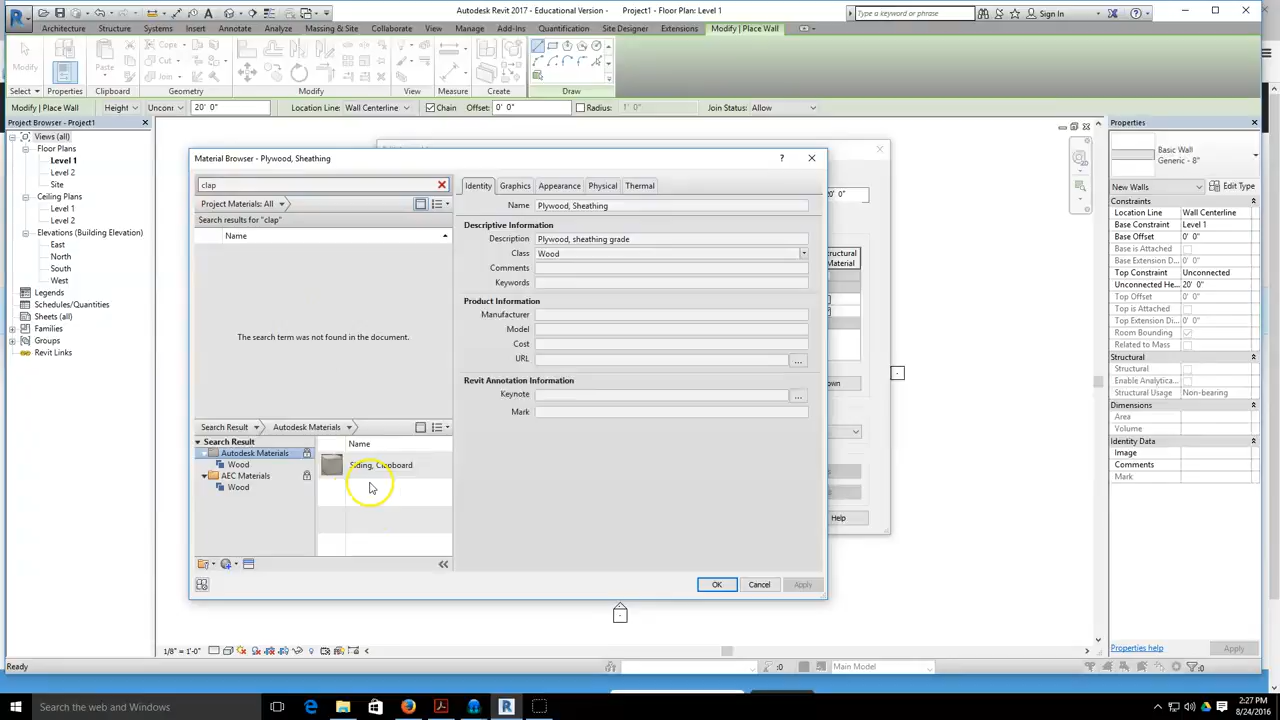 Autodesk Revit 2017 - Educational Version - Project1 - Floor Plan: Level 1
Type a keyword or phrase
Sign In
Architecture Structure Systems Insert Annotate Analyze Massing & Site Collaborate View Manage Add-Ins Quantification Site Designer Extensions Modify | Place Wall
Modify
Paste
Cope
Cut
Join
Select Properties Clipboard Geometry Modify View Measure Create Draw
Modify | Place Wall Height Uncon 20' 0" Location Line: Wall Centerline Chain Offset: 0' 0" Radius: 1' 0" Join Status: Allow
Project Browser - Project1
Views (all)
Floor Plans
Level 1
Level 2
Site
Ceiling Plans
Level 1
Level 2
Elevations (Building Elevation)
East
North
South
West
Legends
Schedules/Quantities
Sheets (all)
Families
Groups
Revit Links
Material Browser - Plywood, Sheathing
?
clap
Project Materials: All
Search results for "clap"
Name
The search term was not found in the document.
Search Result Autodesk Materials
Search Result
Autodesk Materials
Wood
AEC Materials
Wood
Name
Siding, Clapboard
Identity Graphics Appearance Physical Thermal
Name Plywood, Sheathing
Descriptive Information
Description Plywood, sheathing grade
Class Wood
Comments
Keywords
Product Information
Manufacturer
Model
Cost
URL ...
Revit Annotation Information
Keynote ...
Mark
OK Cancel Apply
20' 0"
Material
Help
Properties
Basic Wall
Generic - 8"
New Walls Edit Type
Constraints
Location Line Wall Centerline
Base Constraint Level 1
Base Offset 0' 0"
Base is Attached
Base Extension D... 0' 0"
Top Constraint Unconnected
Unconnected He... 20' 0"
Top Offset 0' 0"
Top is Attached
Top Extension Di... 0' 0"
Room Bounding
Related to Mass
Structural
Structural
Enable Analytica...
Structural Usage Non-bearing
Dimensions
Area
Volume
Identity Data
Image
Comments
Mark
Properties help Apply
1/8" = 1'-0"
Ready
:0
Main Model
:0
Search the web and Windows
2:27 PM
8/24/2016